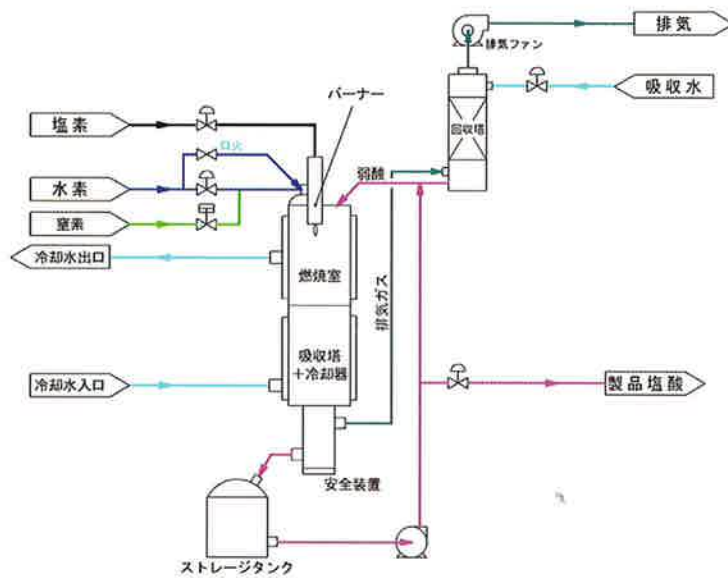 排気
排気ファン
吸収水
バーナー
塩素
回収塔
口火
水素
弱酸
窒素
冷却水出口
燃焼室
排気ガス
吸収塔
＋冷却器
冷却水入口
製品塩酸
安全装置
ストレージタンク